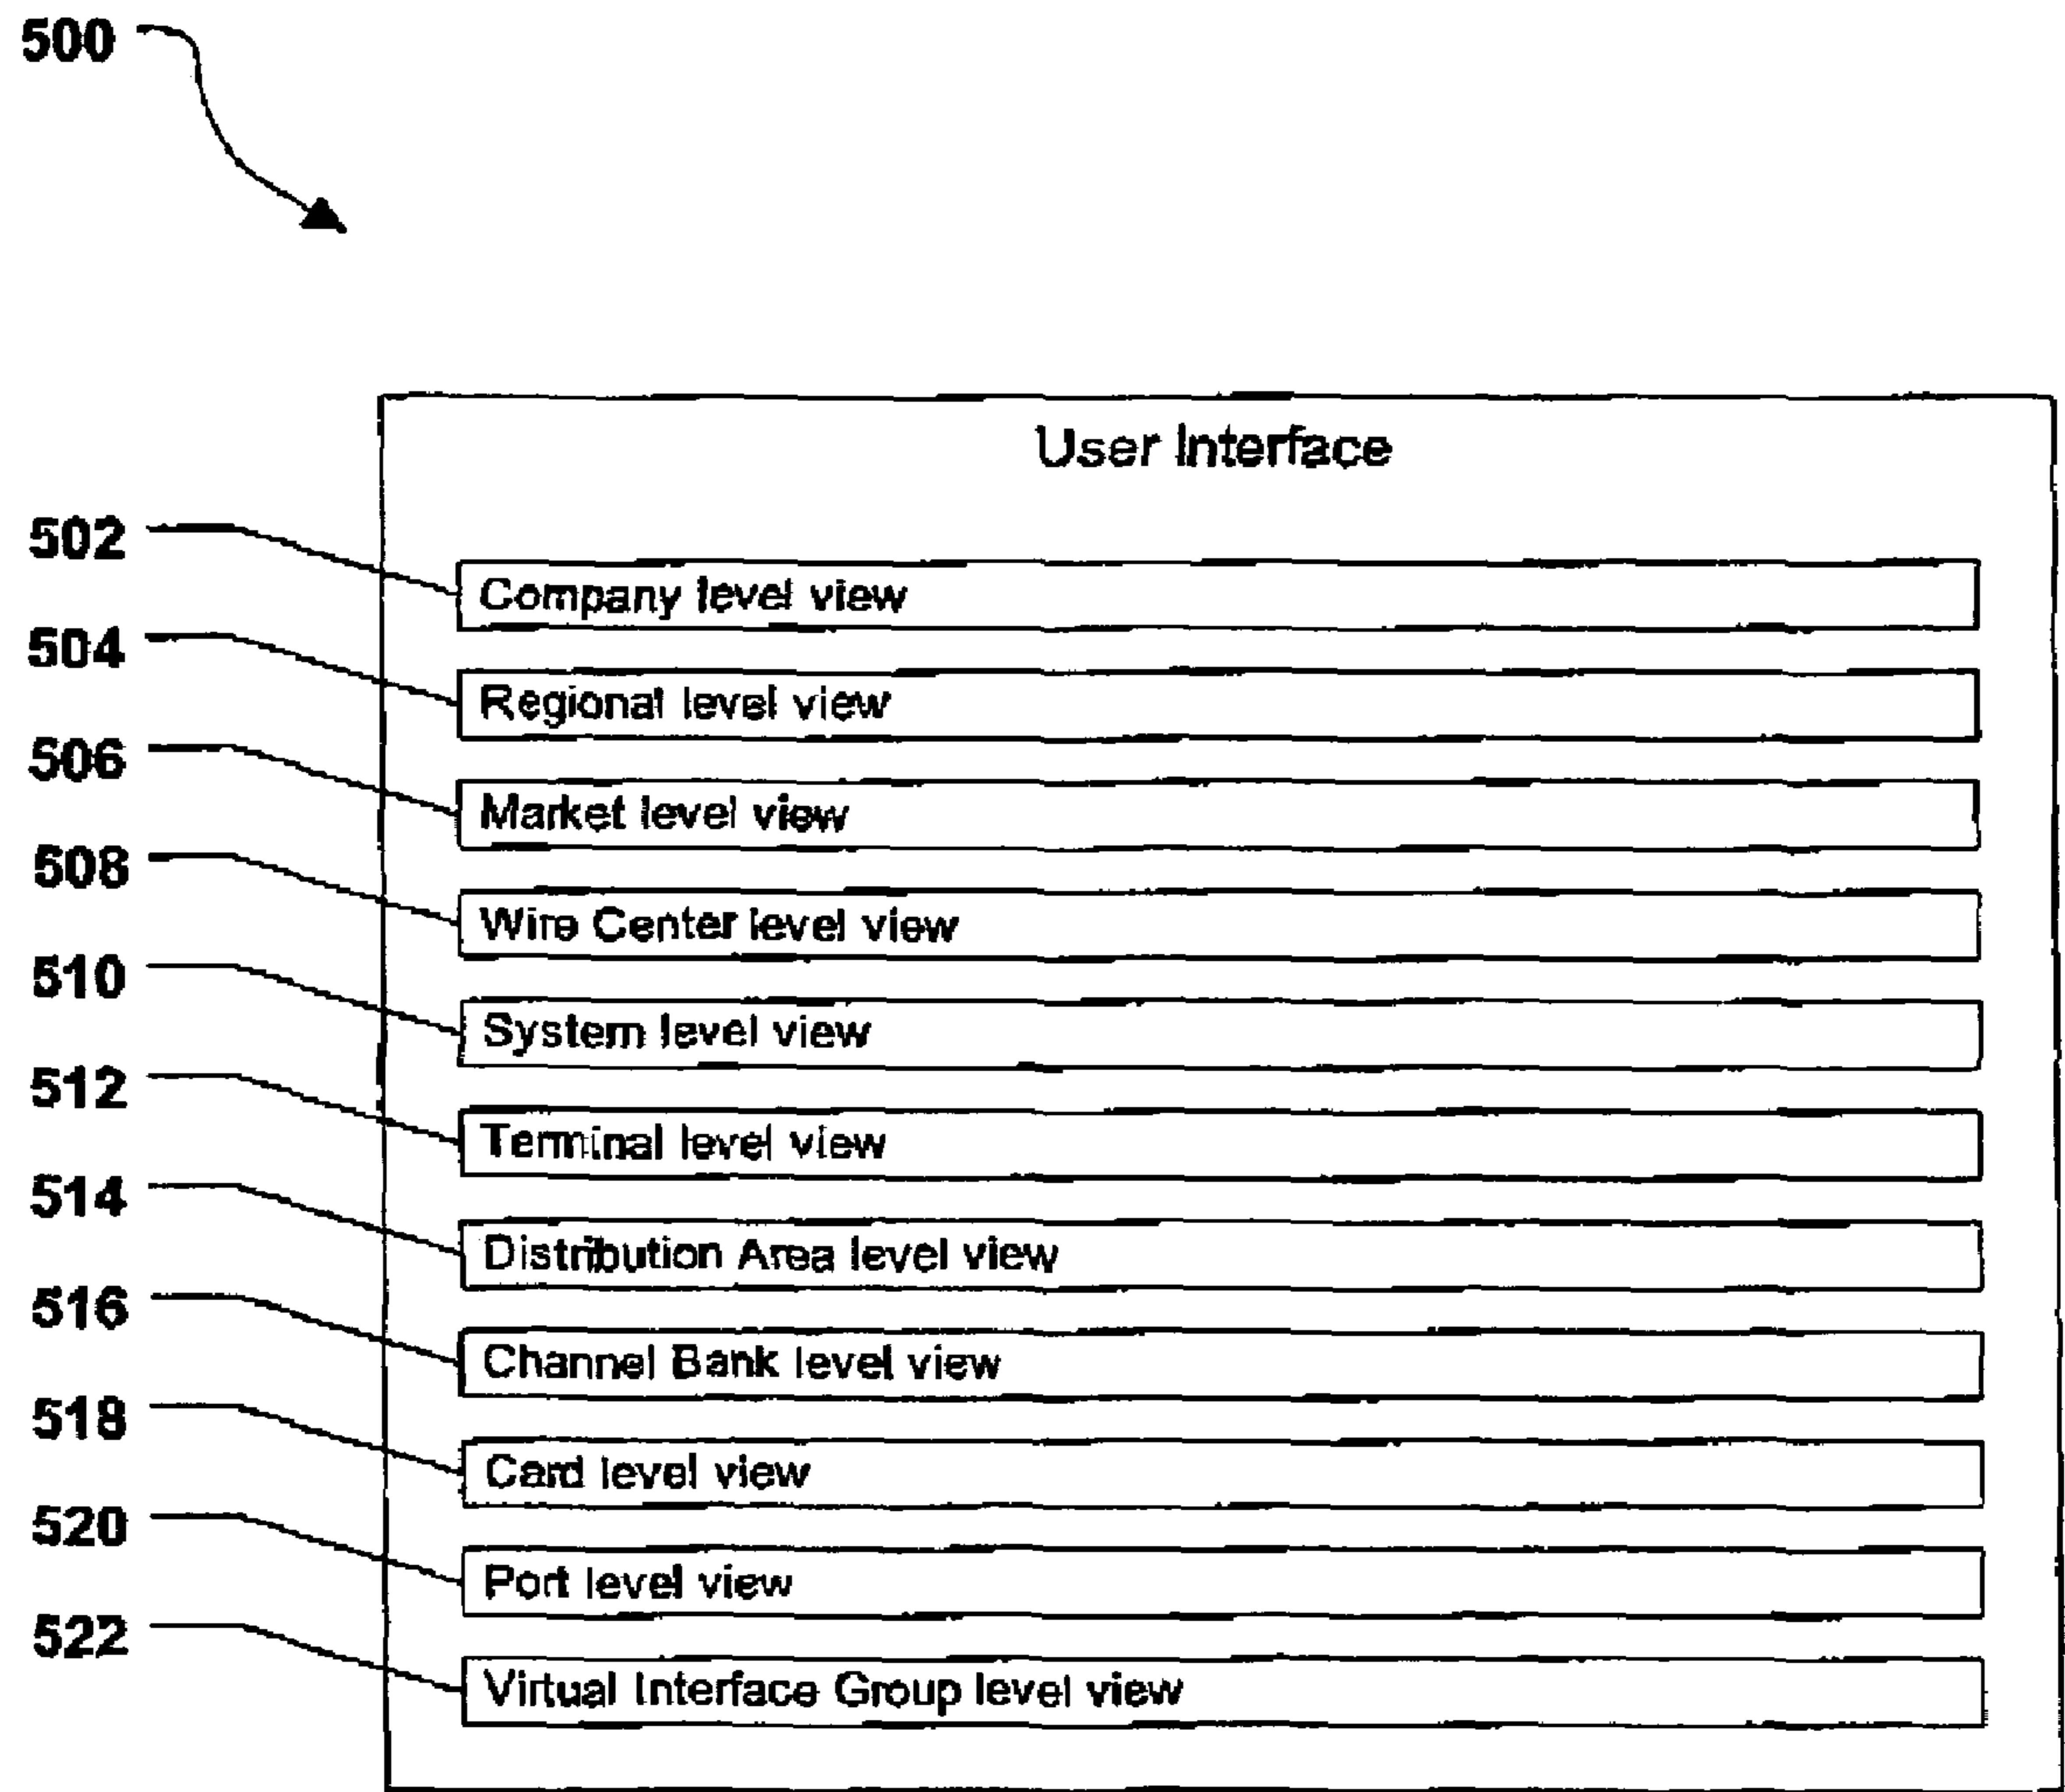 500
User Interface
502
Company level view
504
Regional level view
506
Market level view
508
Wire Center level view
510
System level view
512
Terminal level view
514
Distribution Area level view
516
Channel Bank level view
518
Card level view
520
Port level view
522
Virtual Interface Group level view